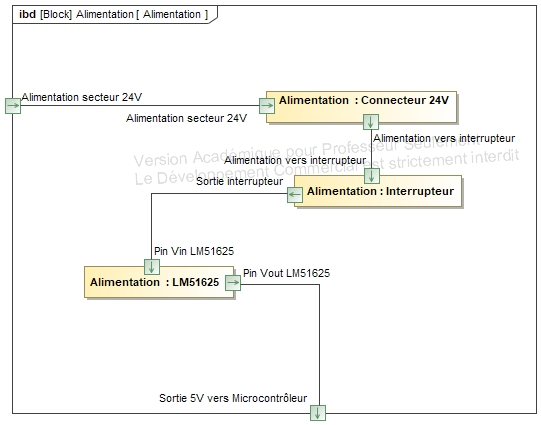 ibd [Block] Alimentation [ Alimentation ]
Alimentation secteur 24V
Alimentation secteur 24V
Alimentation : Connecteur 24V
Alimentation vers interrupteur
Version Académique pour Professeur Seulement
Alimentation vers interrupteur
Le Développement Commercial est strictement interdit
Sortie interrupteur
Alimentation : Interrupteur
Pin Vin LM51625
Pin Vout LM51625
Alimentation : LM51625
Sortie 5V vers Microcontrôleur